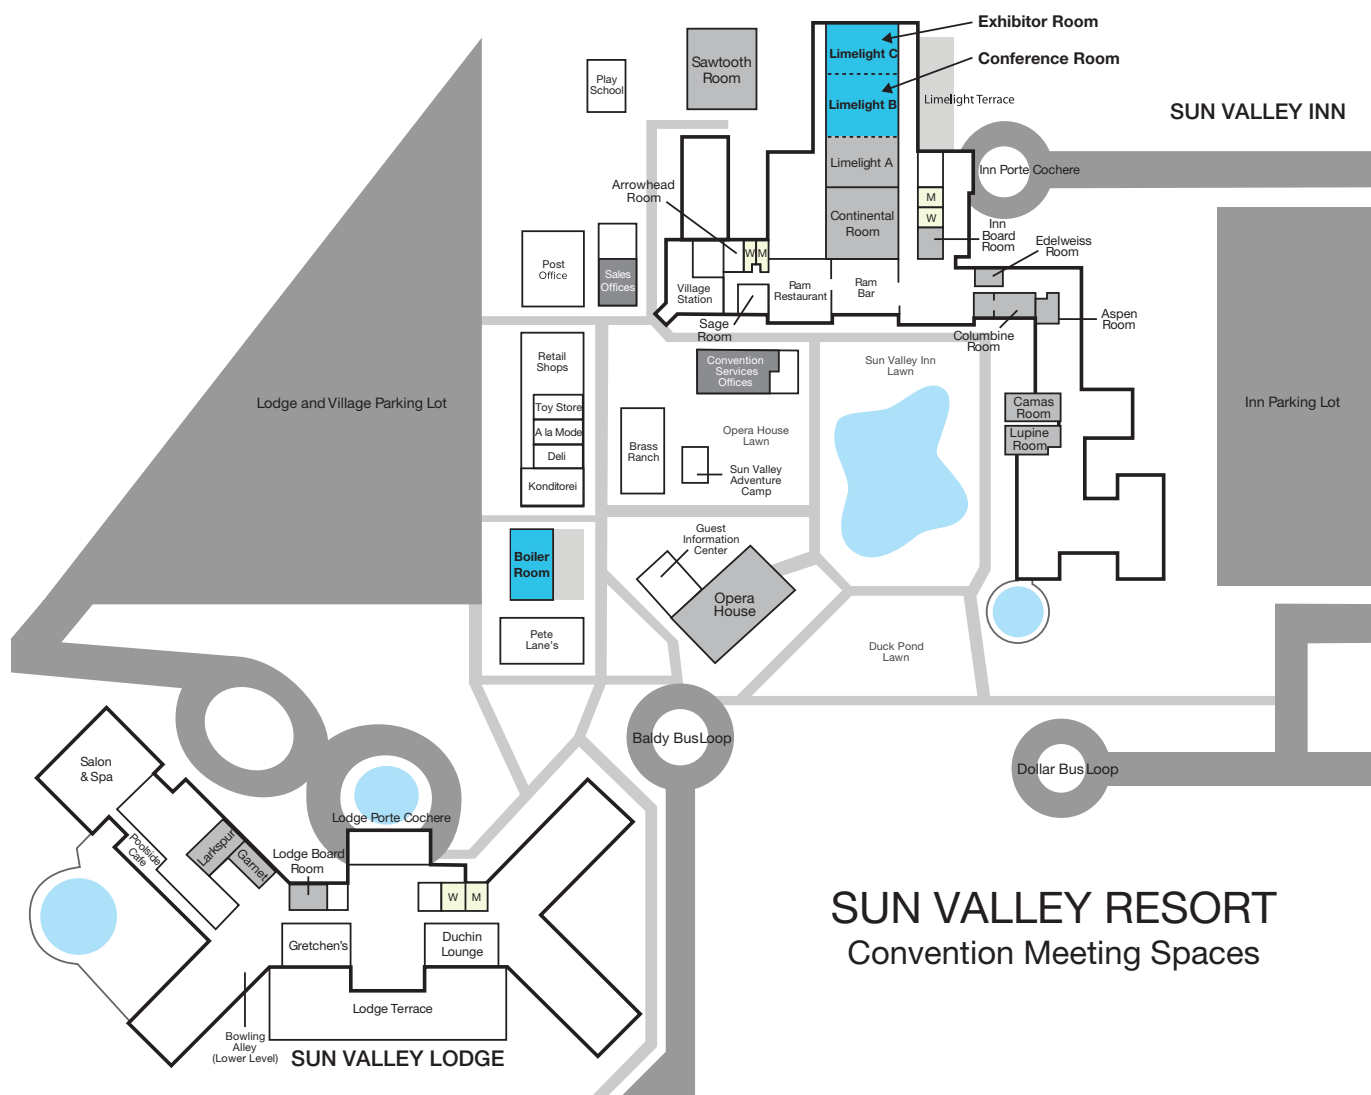 Exhibitor Room
Conference Room
Limelight C
Limelight B
Limelight A
Limelight Terrace
SUN VALLEY INN
Sawtooth
Room
Play
School
Inn Porte Cochere
Arrowhead
Room
Continental
Room
M
W
Inn
Board
Room
Edelweiss
Room
Post
Office
Sales
Offices
W
M
Village
Station
Ram
Restaurant
Ram
Bar
Sage
Room
Columbine
Room
Aspen
Room
Retail
Shops
Convention
Services
Offices
Sun Valley Inn
Lawn
Lodge and Village Parking Lot
Toy Store
A la Mode
Deli
Konditorei
Brass
Ranch
Opera House
Lawn
Sun Valley
Adventure
Camp
Camas
Room
Lupine
Room
Inn Parking Lot
Guest
Information
Center
Boiler
Room
Opera
House
Pete
Lane's
Duck Pond
Lawn
Baldy Bus Loop
Dollar Bus Loop
Salon
& Spa
Lodge Porte Cochere
Poolside
Cafe
Larkspur
Garnet
Lodge Board
Room
W
M
Gretchen's
Duchin
Lounge
Lodge Terrace
Bowling
Alley
(Lower Level)
SUN VALLEY LODGE
SUN VALLEY RESORT
Convention Meeting Spaces